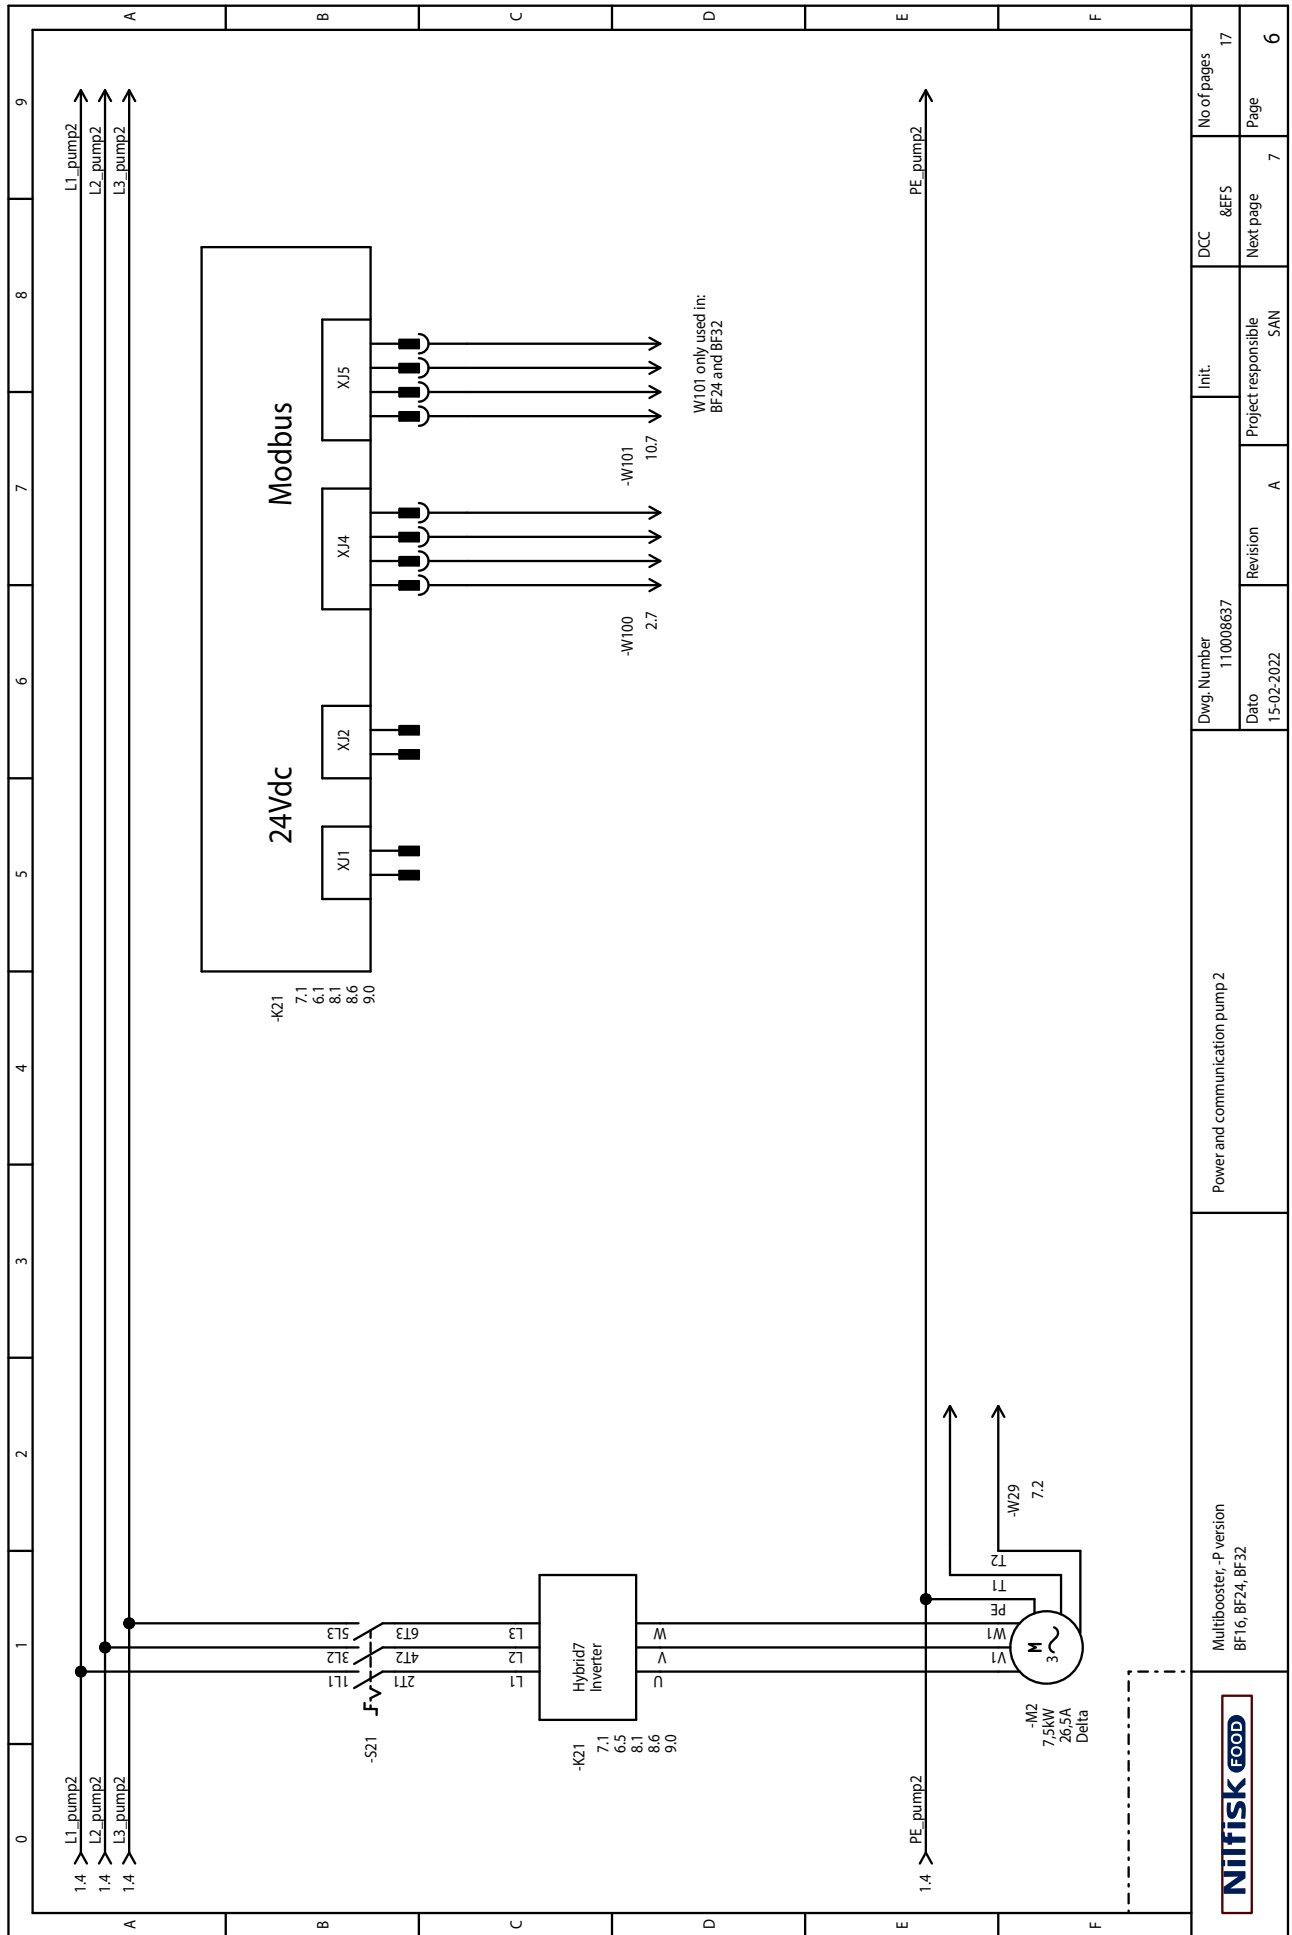 0 1 2 3 4 5 6 7 8 9
A
B
C
D
E
F
A
B
C
D
E
F
1.4 L1_pump2
1.4 L2_pump2
1.4 L3_pump2
L1_pump2
L2_pump2
L3_pump2
-S21
1L1 3L2 5L3
2T1 4T2 6T3
L1 L2 L3
-K21
7.1
6.5
8.1
8.6
9.0
Hybrid7
Inverter
U V W
1.4 PE_pump2
PE_pump2
V1 W1 PE T1 T2
-M2
7,5kW
26,5A
Delta
M
3
-W29
7.2
-K21
7.1
6.1
8.1
8.6
9.0
24Vdc
Modbus
XJ1
XJ2
XJ4
XJ5
-W100
2.7
-W101
10.7
W101 only used in:
BF24 and BF32
Nilfisk FOOD
Multibooster, -P version
BF16, BF24, BF32
Power and communication pump 2
Dwg. Number
110008637
Init.
DCC
&EFS
No of pages
17
Dato
15-02-2022
Revision
A
Project responsible
SAN
Next page
7
Page
6